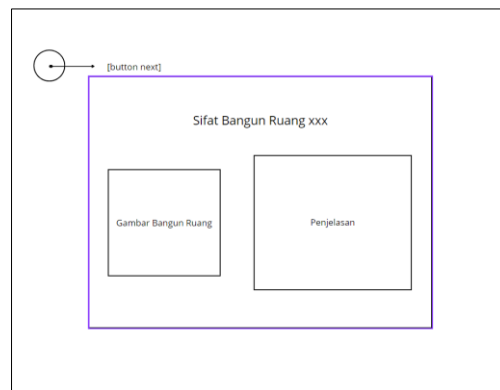 [button next]
Sifat Bangun Ruang xxx
Gambar Bangun Ruang
Penjelasan